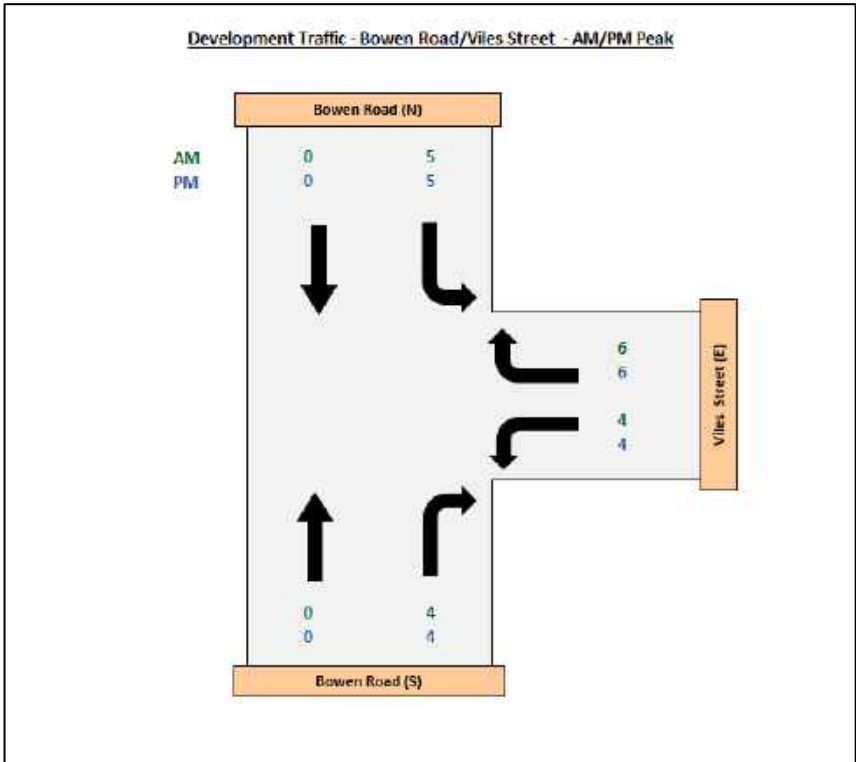 Development Traffic - Bowen Road/Viles Street - AM/PM Peak
Bowen Road (N)
AM 0 5
PM 0 5
6
6
4
4
Viles Street (E)
0 4
0 4
Bowen Road (S)